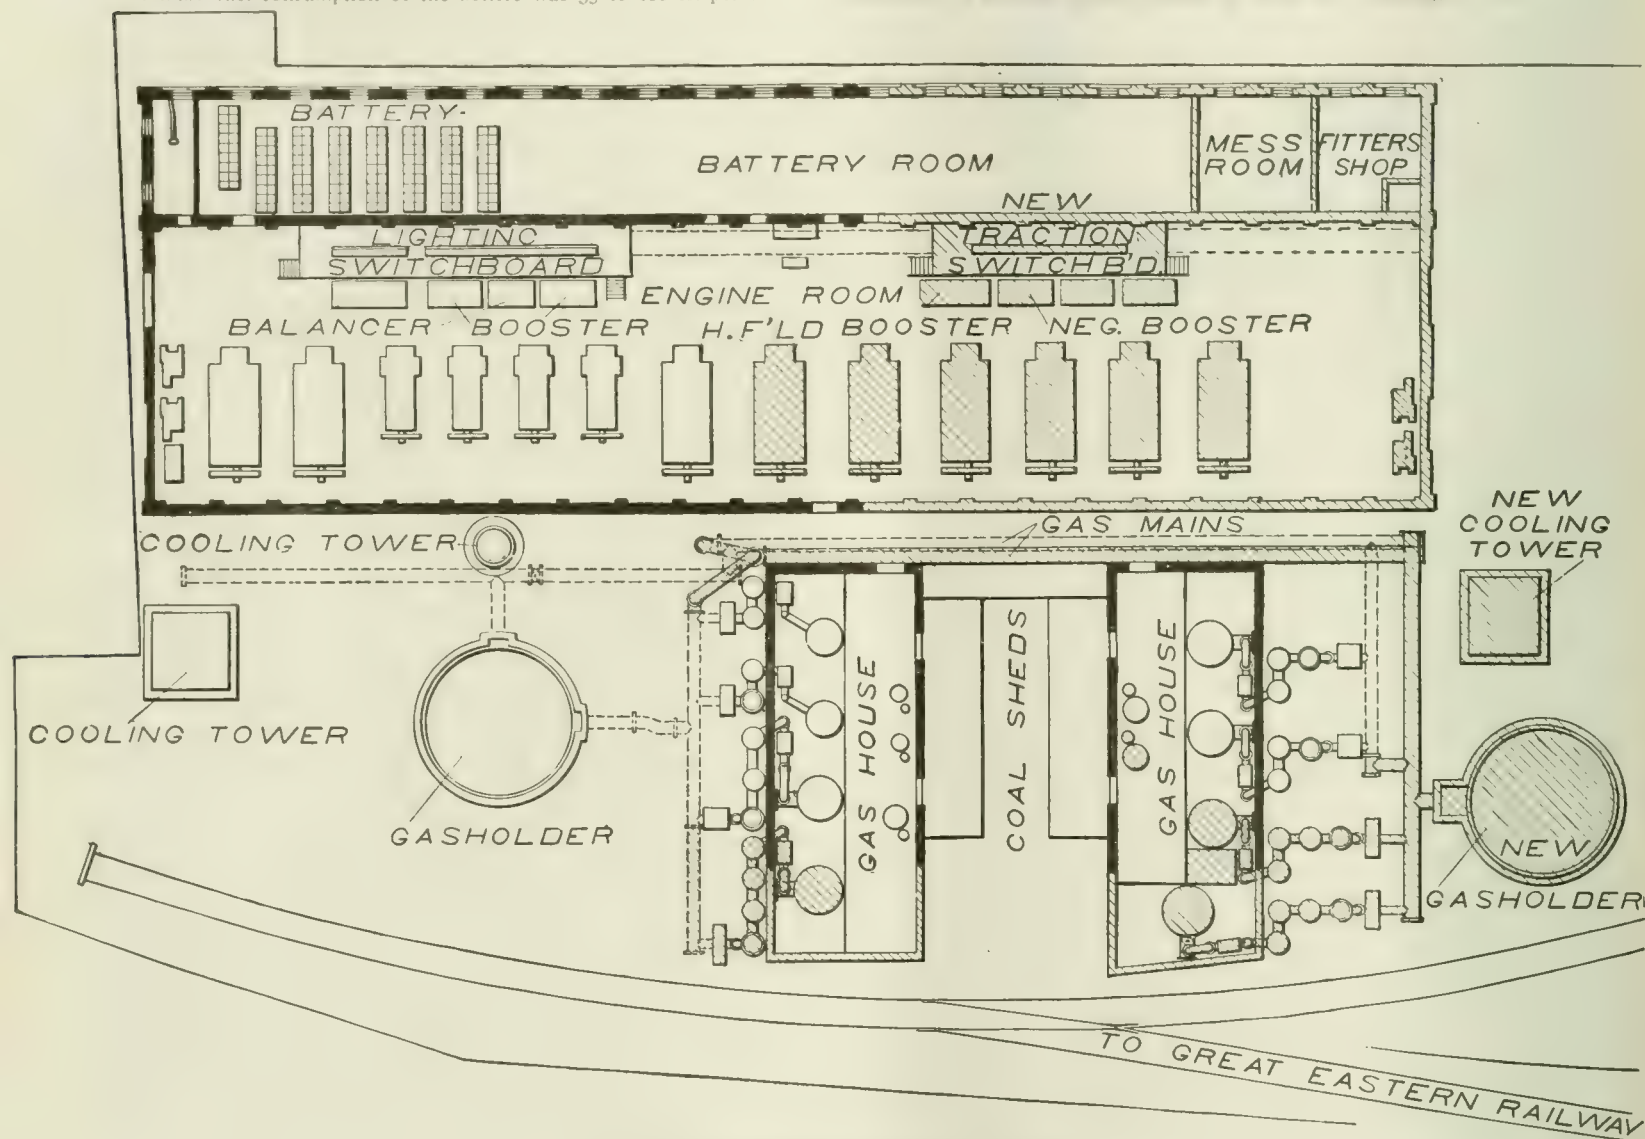 BATTERY
BATTERY ROOM
MESS
ROOM
FITTERS
SHOP
NEW
LIGHTING
SWITCHBOARD
TRACTION
SWITCHB'D.
ENGINE ROOM
BALANCER BOOSTER
H.F'LD BOOSTER
NEG. BOOSTER
COOLING TOWER
GAS MAINS
NEW
COOLING
TOWER
COOLING TOWER
GASHOLDER
GAS HOUSE
COAL SHEDS
GAS HOUSE
NEW
GASHOLDER
TO GREAT EASTERN RAILWAY